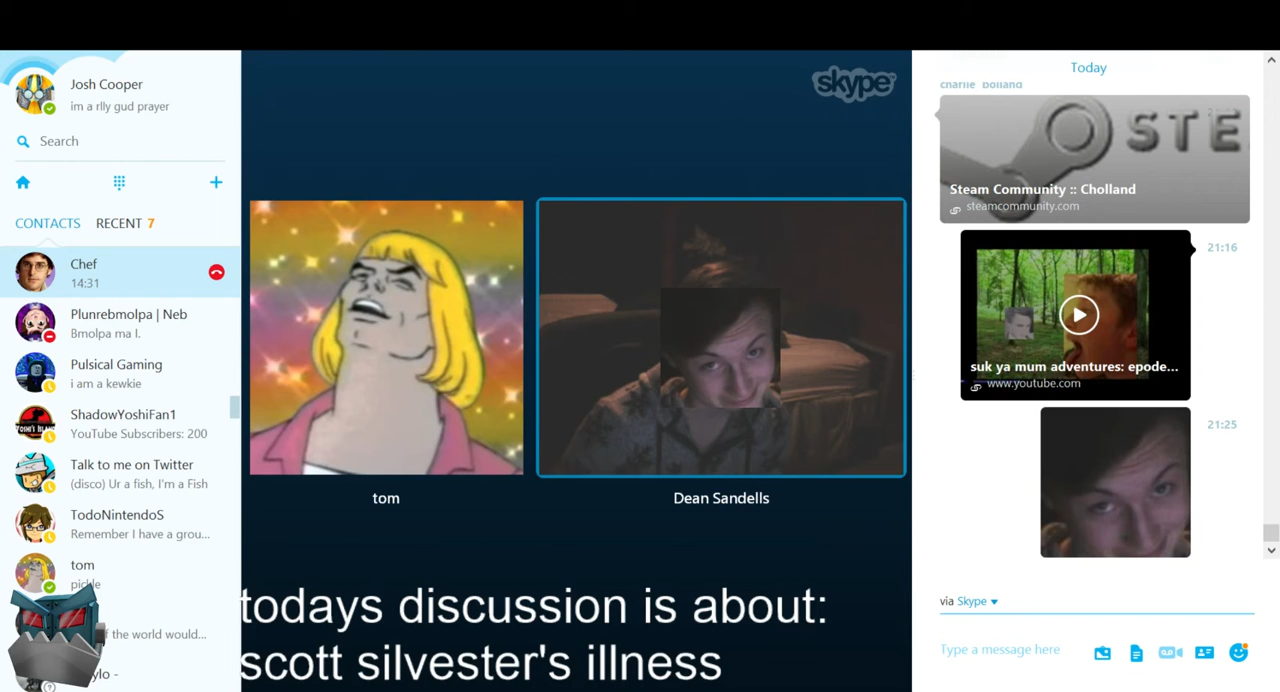 Josh Cooper
im a rlly gud prayer
Search
CONTACTS RECENT 7
Chef
14:31
Plunrebmolpa | Neb
Bmolpa ma I.
Pulsical Gaming
i am a kewkie
ShadowYoshiFan1
YouTube Subscribers: 200
Talk to me on Twitter
(disco) Ur a fish, I'm a Fish
TodoNintendoS
Remember I have a grou...
tom
pickle
the world would...
skype
tom
Dean Sandells
todays discussion is about:
scott silvester's illness
Today
charlie bolland
STE
Steam Community :: Cholland
steamcommunity.com
21:16
suk ya mum adventures: epode...
www.youtube.com
21:25
via Skype
Type a message here